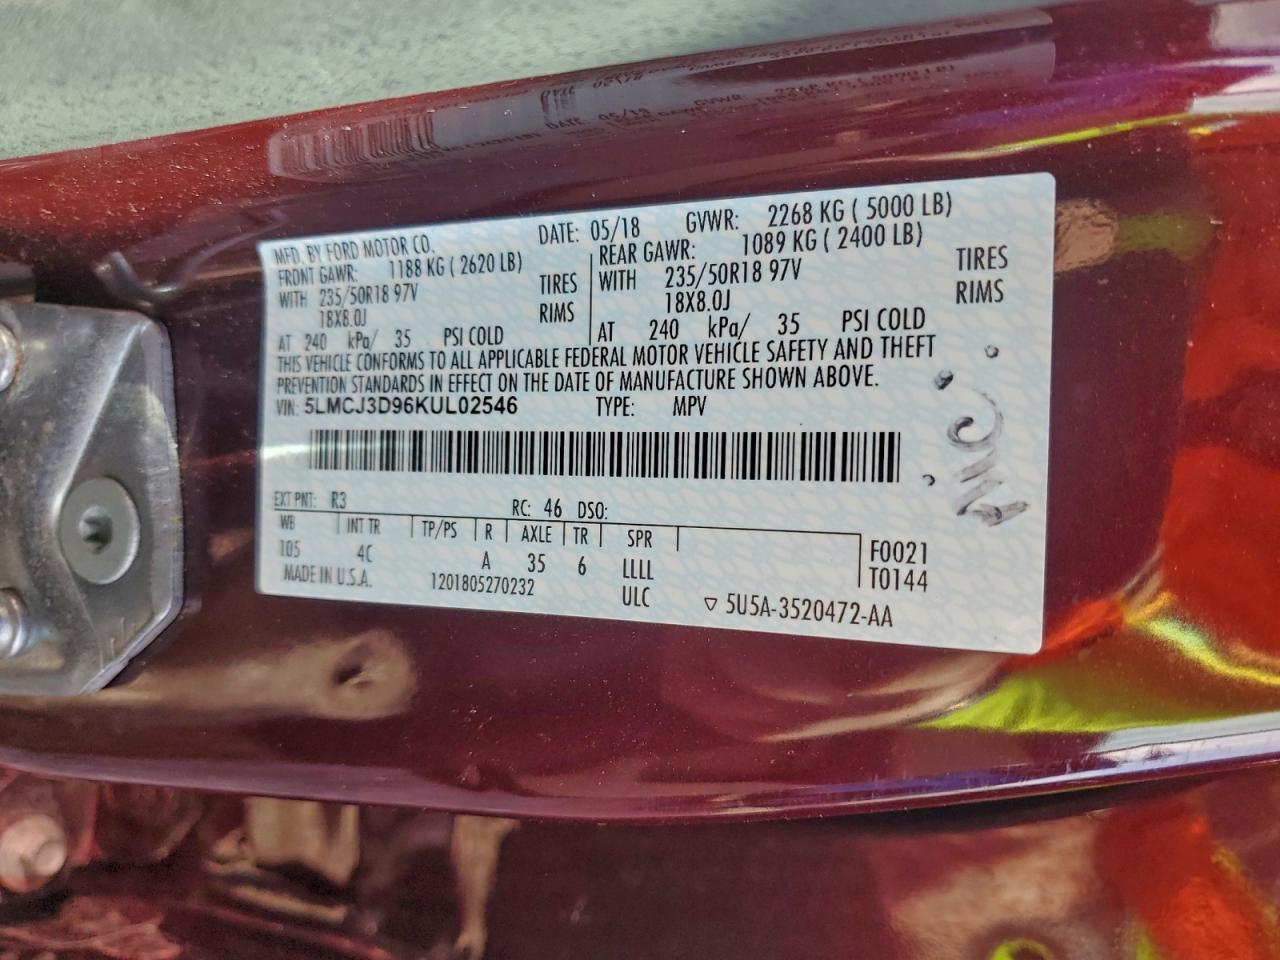 MFD. BY FORD MOTOR CO. DATE: 05/18 GVWR: 2268 KG ( 5000 LB)
FRONT GAWR: 1188 KG ( 2620 LB) REAR GAWR: 1089 KG ( 2400 LB)
WITH 235/50R18 97V TIRES WITH 235/50R18 97V TIRES
18X8.0J RIMS 18X8.0J RIMS
AT 240 kPa/ 35 PSI COLD AT 240 kPa/ 35 PSI COLD
THIS VEHICLE CONFORMS TO ALL APPLICABLE FEDERAL MOTOR VEHICLE SAFETY AND THEFT
PREVENTION STANDARDS IN EFFECT ON THE DATE OF MANUFACTURE SHOWN ABOVE.
VIN: 5LMCJ3D96KUL02546 TYPE: MPV
EXT PNT: R3 RC: 46 DSO:
WB INT TR TP/PS R AXLE TR SPR
105 4C A 35 6 LLLL F0021
MADE IN U.S.A. 1201805270232 ULC T0144
▽ 5U5A-3520472-AA